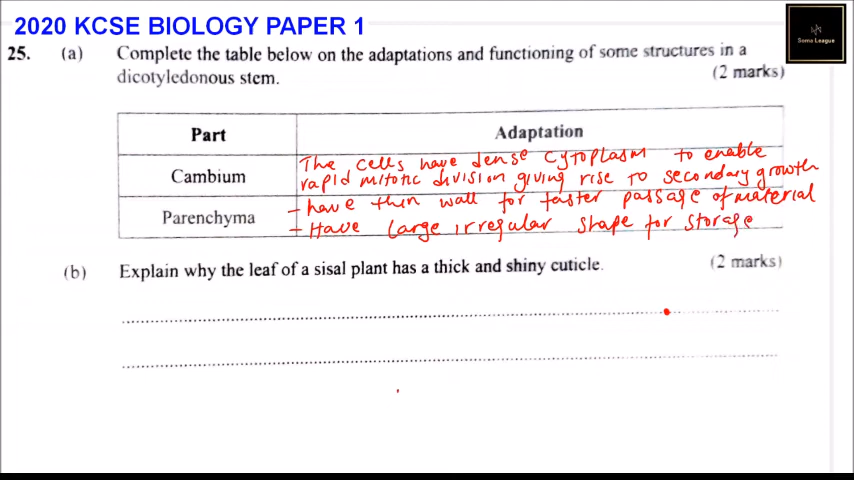 2020 KCSE BIOLOGY PAPER 1
Soma League
25. (a) Complete the table below on the adaptations and functioning of some structures in a
dicotyledonous stem. (2 marks)
Part Adaptation
Cambium The cells have dense cytoplasm to enable
rapid mitotic division giving rise to secondary growth
Parenchyma - have thin wall for faster passage of material
- Have large irregular shape for storage
(b) Explain why the leaf of a sisal plant has a thick and shiny cuticle. (2 marks)